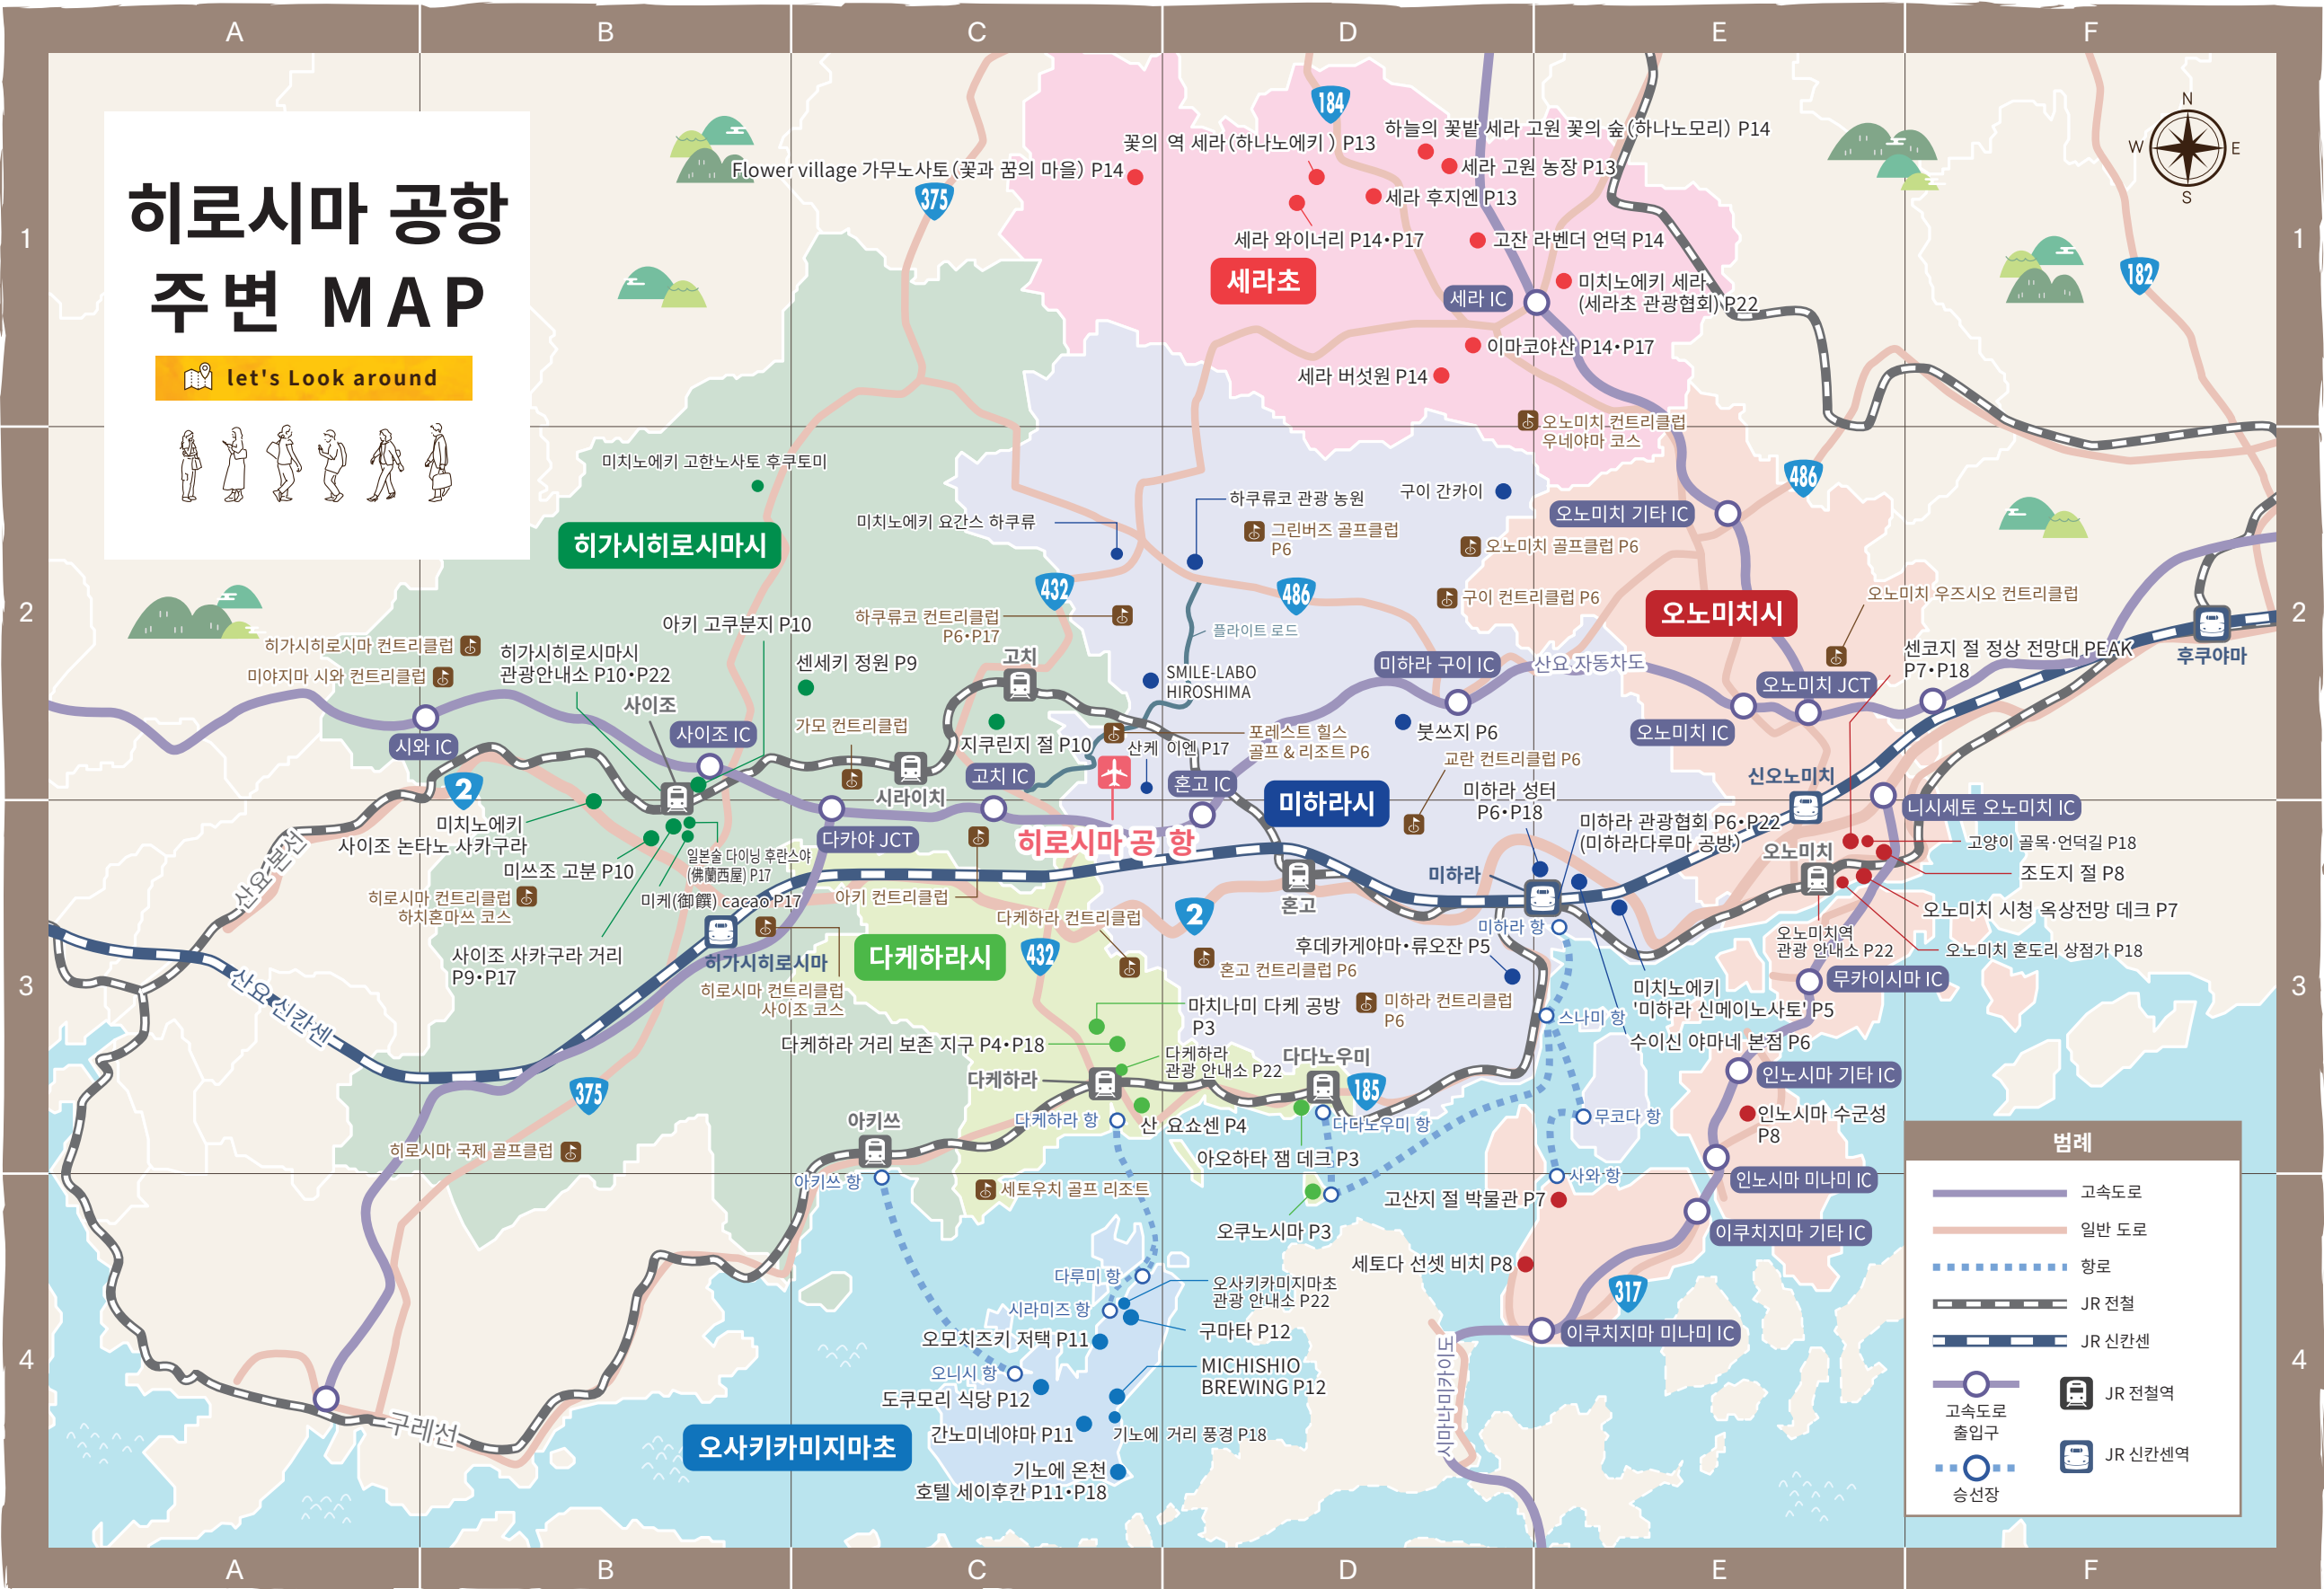 A B C D E F
히로시마 공항
주변 MAP
let's Look around
N
W E
S
1
1
184
꽃의 역 세라(하나노에키 ) P13
하늘의 꽃밭 세라 고원 꽃의 숲(하나노모리) P14
Flower village 가무노사토(꽃과 꿈의 마을) P14
세라 고원 농장 P13
375
세라 후지엔 P13
세라 와이너리 P14•P17
고잔 라벤더 언덕 P14
세라초
182
세라 IC
미치노에키 세라
(세라초 관광협회) P22
이마코야산 P14•P17
세라 버섯원 P14
오노미치 컨트리클럽
우네야마 코스
2
2
미치노에키 고한노사토 후쿠토미
486
히가시히로시마시
미치노에키 요간스 하쿠류
하쿠류코 관광 농원
구이 간카이
오노미치 기타 IC
그린버즈 골프클럽
P6
오노미치 골프클럽 P6
432
486
구이 컨트리클럽 P6
오노미치시
오노미치 우즈시오 컨트리클럽
하쿠류코 컨트리클럽
P6•P17
플라이트 로드
아키 고쿠분지 P10
히가시히로시마 컨트리클럽
미야지마 시와 컨트리클럽
히가시히로시마시
관광안내소 P10•P22
센세키 정원 P9
고치
SMILE-LABO
HIROSHIMA
미하라 구이 IC
산요 자동차도
센코지 절 정상 전망대 PEAK
P7•P18
후쿠야마
오노미치 JCT
사이조
시와 IC
사이조 IC
가모 컨트리클럽
지쿠린지 절 P10
산케 이엔 P17
포레스트 힐스
골프＆리조트 P6
붓쓰지 P6
오노미치 IC
2
시라이치
고치 IC
혼고 IC
교란 컨트리클럽 P6
신오노미치
미하라시
미하라 성터
P6•P18
니시세토 오노미치 IC
3
3
미치노에키
사이조 논타노 사카구라
산요 본선
다카야 JCT
히로시마 공 항
미하라 관광협회 P6•P22
(미하라다루마 공방)
오노미치
고양이 골목·언덕길 P18
미쓰조 고분 P10
일본술 다이닝 후란스야
(佛蘭西屋) P17
미케(御饌) cacao P17
아키 컨트리클럽
혼고
미하라
조도지 절 P8
히로시마 컨트리클럽
하치혼마쓰 코스
다케하라 컨트리클럽
2
미하라 항
오노미치 시청 옥상전망 데크 P7
오노미치역
관광 안내소 P22
오노미치 혼도리 상점가 P18
사이조 사카구라 거리
P9•P17
히가시히로시마
다케하라시
432
혼고 컨트리클럽 P6
후데카게야마•류오잔 P5
무카이시마 IC
산요 신칸센
히로시마 컨트리클럽
사이조 코스
마치나미 다케 공방
P3
미하라 컨트리클럽
P6
스나미 항
미치노에키
'미하라 신메이노사토' P5
수이신 야마네 본점 P6
다케하라 거리 보존 지구 P4•P18
다케하라
관광 안내소 P22
다다노우미
인노시마 기타 IC
375
다케하라
185
무코다 항
인노시마 수군성
P8
아키쓰
다케하라 항
산 요쇼센 P4
다다노우미 항
히로시마 국제 골프클럽
아오하타 잼 데크 P3
4
4
아키쓰 항
세토우치 골프 리조트
사와 항
인노시마 미나미 IC
고산지 절 박물관 P7
오쿠노시마 P3
이쿠치지마 기타 IC
다루미 항
세토다 선셋 비치 P8
시라미즈 항
오사키카미지마초
관광 안내소 P22
317
구마타 P12
오모치즈키 저택 P11
이쿠치지마 미나미 IC
오니시 항
도쿠모리 식당 P12
MICHISHIO
BREWING P12
시마나미카이도
구레선
간노미네야마 P11
기노에 거리 풍경 P18
오사키카미지마초
기노에 온천
호텔 세이후칸 P11•P18
범례
고속도로
일반 도로
항로
JR 전철
JR 신칸센
고속도로
출입구
JR 전철역
승선장
JR 신칸센역
A B C D E F